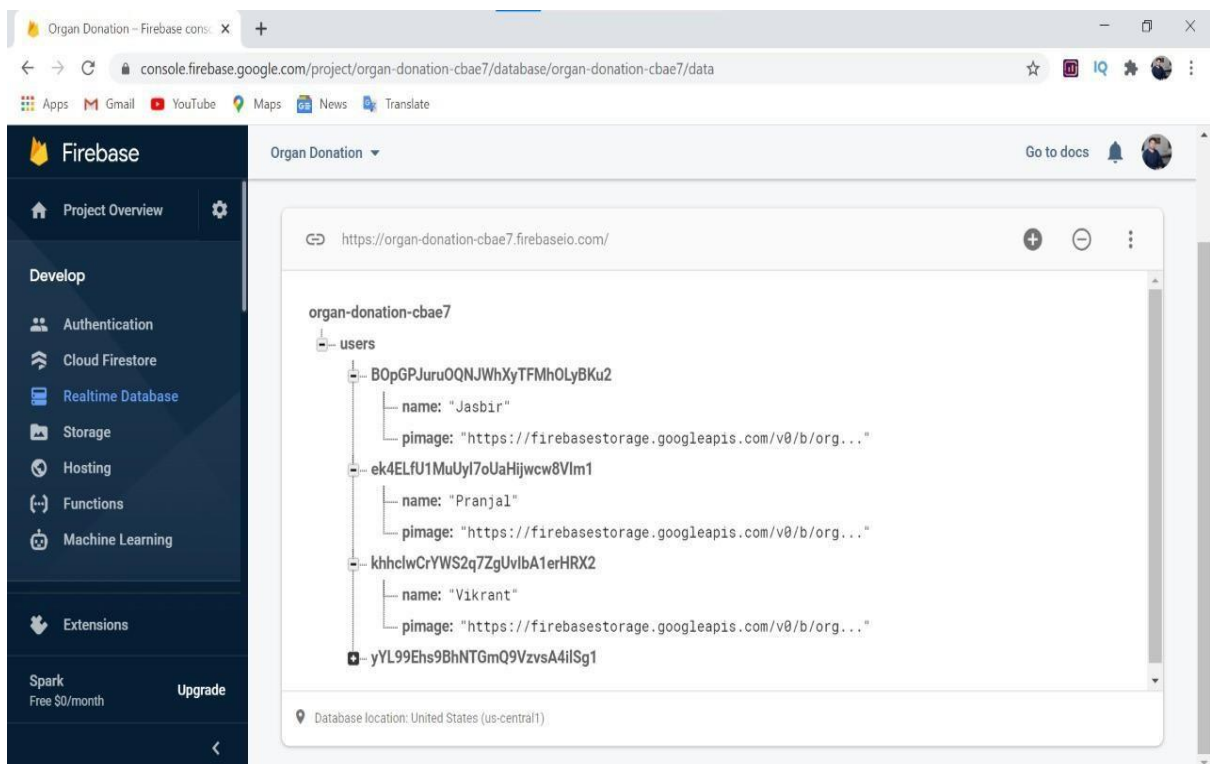 Organ Donation – Firebase cons
console.firebase.google.com/project/organ-donation-cbae7/database/organ-donation-cbae7/data
IQ
Apps Gmail YouTube Maps GE News Translate
Firebase
Organ Donation
Go to docs
Project Overview
https://organ-donation-cbae7.firebaseio.com/
Develop
Authentication
Cloud Firestore
Realtime Database
Storage
Hosting
Functions
Machine Learning
Extensions
Spark
Free $0/month
Upgrade
organ-donation-cbae7
users
BOpGPJuruOQNJWhXyTFMhOLyBKu2
name: "Jasbir"
pimage: "https://firebasestorage.googleapis.com/v0/b/org..."
ek4ELfU1MuUyI7oUaHijwcw8VIm1
name: "Pranjal"
pimage: "https://firebasestorage.googleapis.com/v0/b/org..."
khhclwCrYWS2q7ZgUvlbA1erHRX2
name: "Vikrant"
pimage: "https://firebasestorage.googleapis.com/v0/b/org..."
yYL99Ehs9BhNTGmQ9VzvsA4ilSg1
Database location: United States (us-central1)